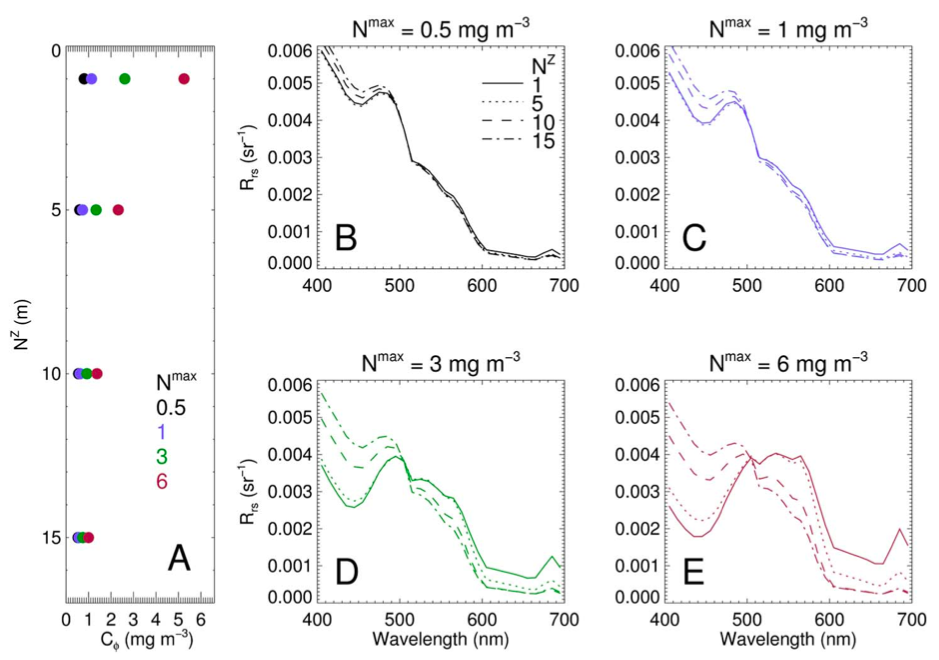 0
5
10
15
N^Z (m)
N^max
0.5
1
3
6
A
0 1 2 3 4 5 6
C_ϕ (mg m⁻³)
N^max = 0.5 mg m⁻³
0.006
0.005
0.004
0.003
0.002
0.001
0.000
R_rs (sr⁻¹)
N^Z
1
5
10
15
B
400 500 600 700
N^max = 1 mg m⁻³
0.006
0.005
0.004
0.003
0.002
0.001
0.000
C
400 500 600 700
N^max = 3 mg m⁻³
0.006
0.005
0.004
0.003
0.002
0.001
0.000
R_rs (sr⁻¹)
D
400 500 600 700
Wavelength (nm)
N^max = 6 mg m⁻³
0.006
0.005
0.004
0.003
0.002
0.001
0.000
E
400 500 600 700
Wavelength (nm)